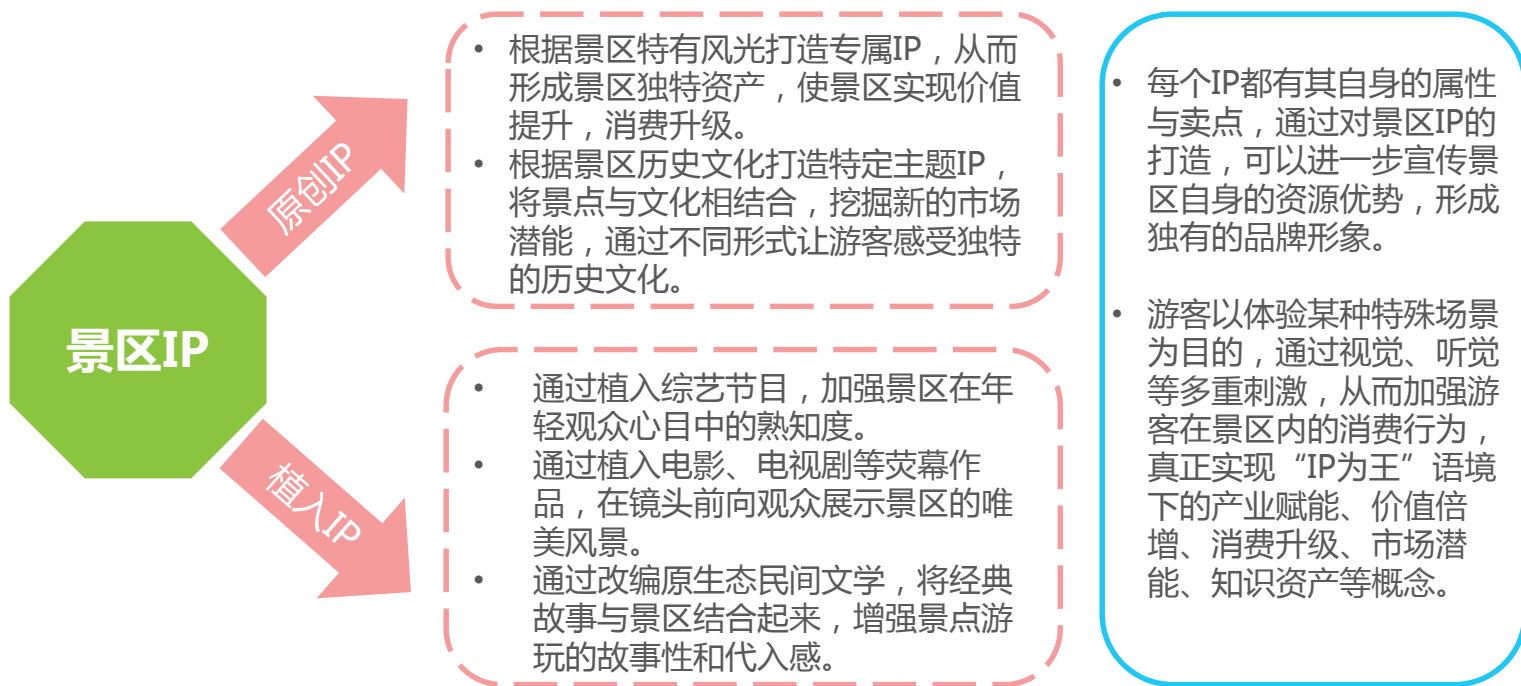 景区IP
原创IP
• 根据景区特有风光打造专属IP，从而
形成景区独特资产，使景区实现价值
提升，消费升级。
• 根据景区历史文化打造特定主题IP，
将景点与文化相结合，挖掘新的市场
潜能，通过不同形式让游客感受独特
的历史文化。
植入IP
• 通过植入综艺节目，加强景区在年
轻观众心目中的熟知度。
• 通过植入电影、电视剧等荧幕作
品，在镜头前向观众展示景区的唯
美风景。
• 通过改编原生态民间文学，将经典
故事与景区结合起来，增强景点游
玩的故事性和代入感。
• 每个IP都有其自身的属性
与卖点，通过对景区IP的
打造，可以进一步宣传景
区自身的资源优势，形成
独有的品牌形象。
• 游客以体验某种特殊场景
为目的，通过视觉、听觉
等多重刺激，从而加强游
客在景区内的消费行为，
真正实现“IP为王”语境
下的产业赋能、价值倍
增、消费升级、市场潜
能、知识资产等概念。